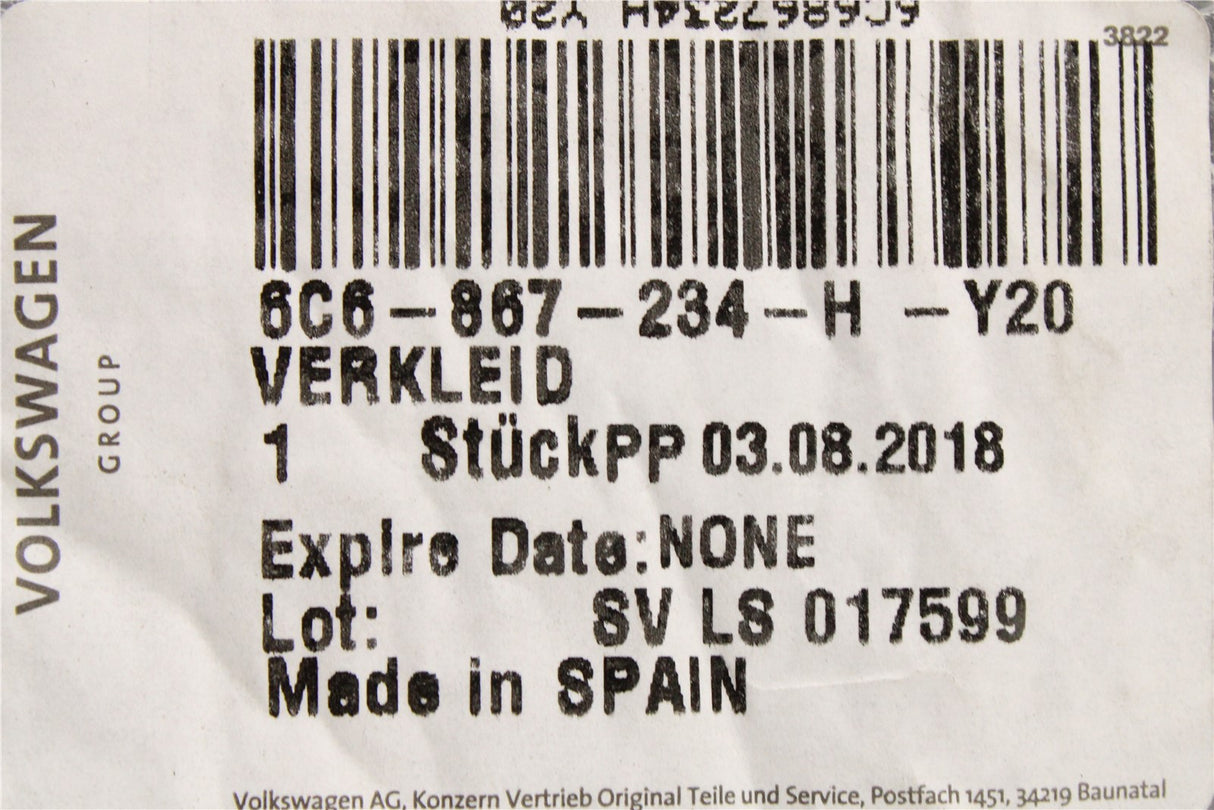 6C6867234H Y20
3822
6C6-867-234-H -Y20
VERKLEID
1 StückPP 03.08.2018
Expire Date:NONE
Lot: SV LS 017599
Made in SPAIN
VOLKSWAGEN
GROUP
Volkswagen AG, Konzern Vertrieb Original Teile und Service, Postfach 1451, 34219 Baunatal